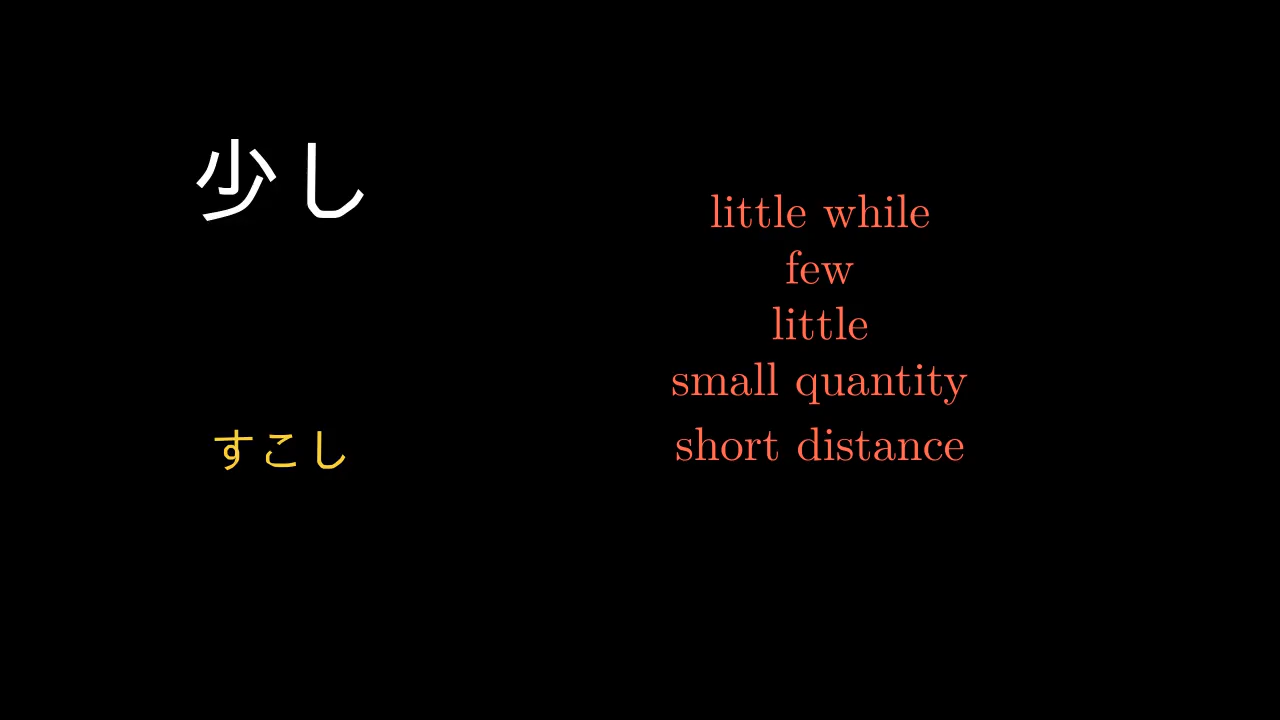 少し
すこし
little while
few
little
small quantity
short distance